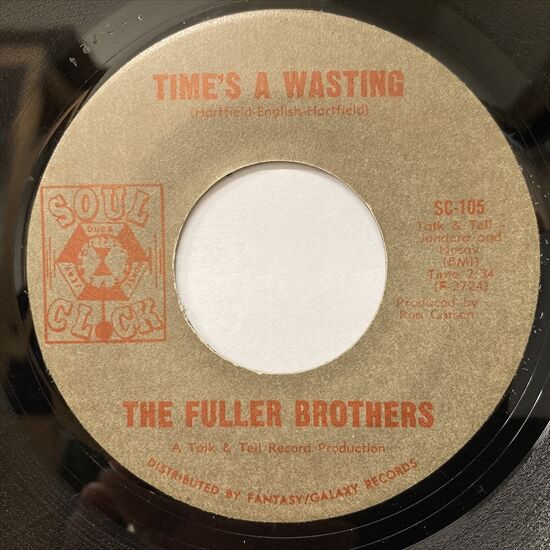 TIME'S A WASTING
(Hartfield-English-Hartfield)
SOUL
CLOCK
SC-105
Talk & Tell
Jondora and
(BMI)
Time 2:34
(F-2724)
Produced by
Ron Carson
THE FULLER BROTHERS
A Talk & Tell Record Production
DISTRIBUTED BY FANTASY/GALAXY RECORDS